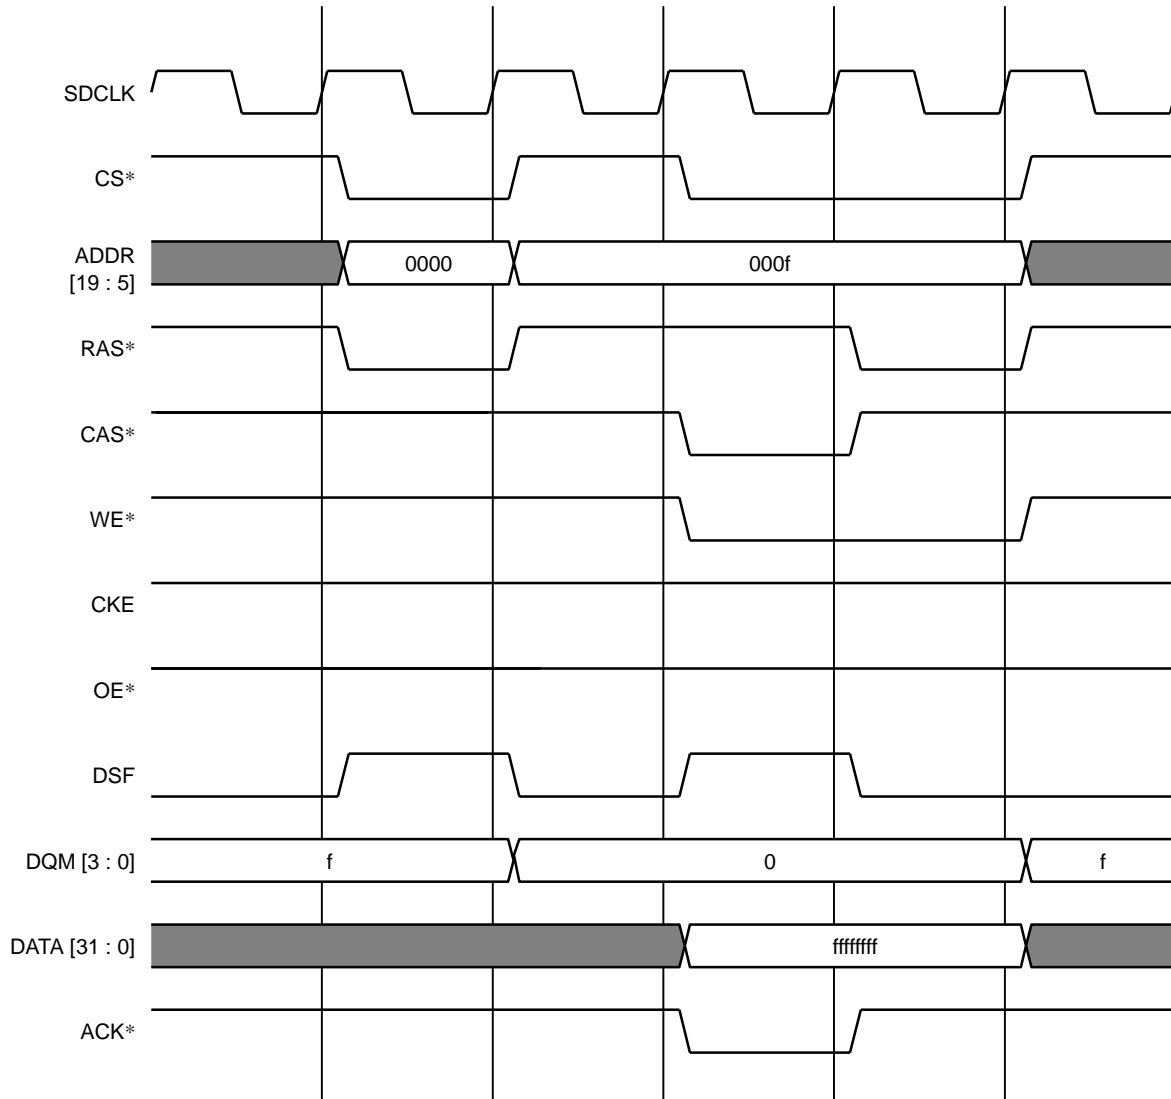 SDCLK
CS*
ADDR
[19 : 5]
0000
000f
RAS*
CAS*
WE*
CKE
OE*
DSF
DQM [3 : 0]
f
0
f
DATA [31 : 0]
ffffffff
ACK*